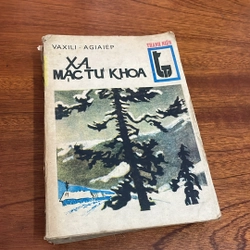 VAXILI - AGIAIEP
XA
MẠC TƯ KHOA